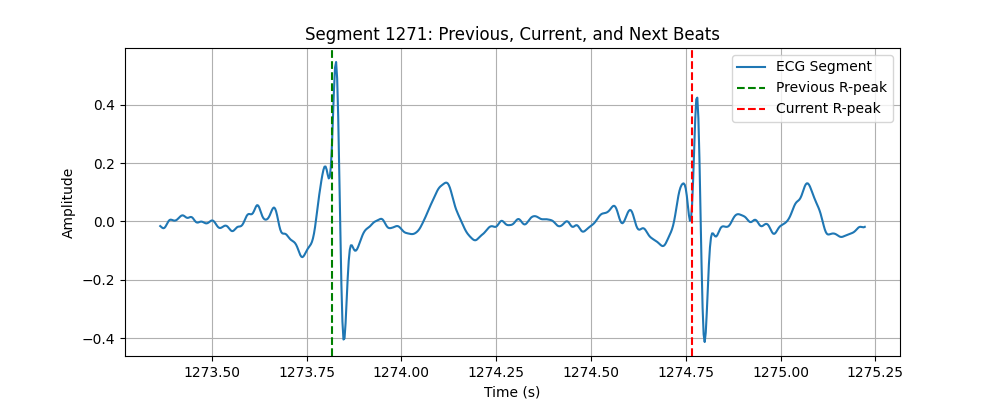 Segment 1271: Previous, Current, and Next Beats
ECG Segment
Previous R-peak
Current R-peak
Amplitude
0.4
0.2
0.0
−0.2
−0.4
1273.50 1273.75 1274.00 1274.25 1274.50 1274.75 1275.00 1275.25
Time (s)